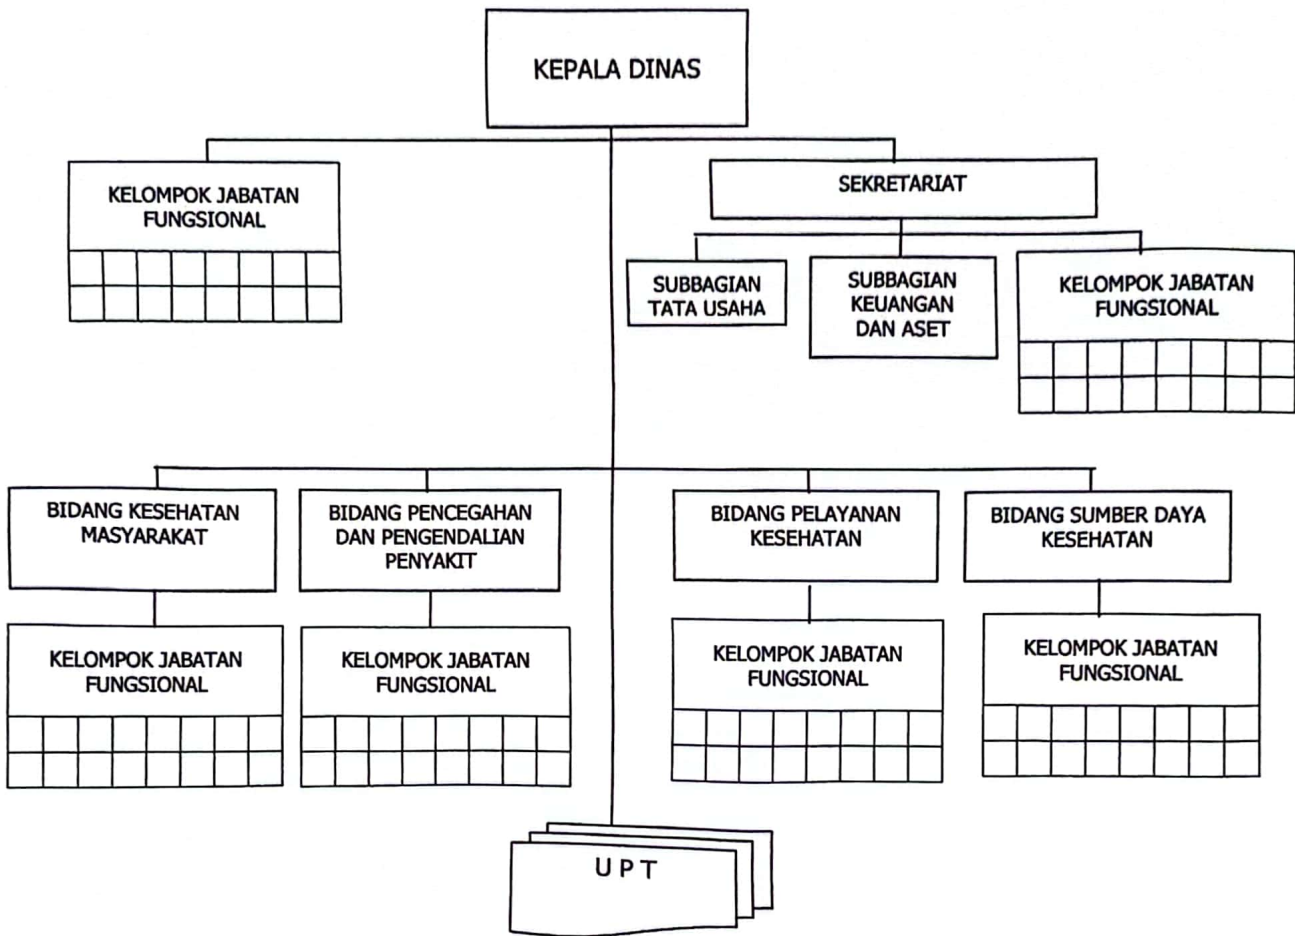 KEPALA DINAS
KELOMPOK JABATAN
FUNGSIONAL
SEKRETARIAT
SUBBAGIAN
TATA USAHA
SUBBAGIAN
KEUANGAN
DAN ASET
KELOMPOK JABATAN
FUNGSIONAL
BIDANG KESEHATAN
MASYARAKAT
BIDANG PENCEGAHAN
DAN PENGENDALIAN
PENYAKIT
BIDANG PELAYANAN
KESEHATAN
BIDANG SUMBER DAYA
KESEHATAN
KELOMPOK JABATAN
FUNGSIONAL
KELOMPOK JABATAN
FUNGSIONAL
KELOMPOK JABATAN
FUNGSIONAL
KELOMPOK JABATAN
FUNGSIONAL
U P T